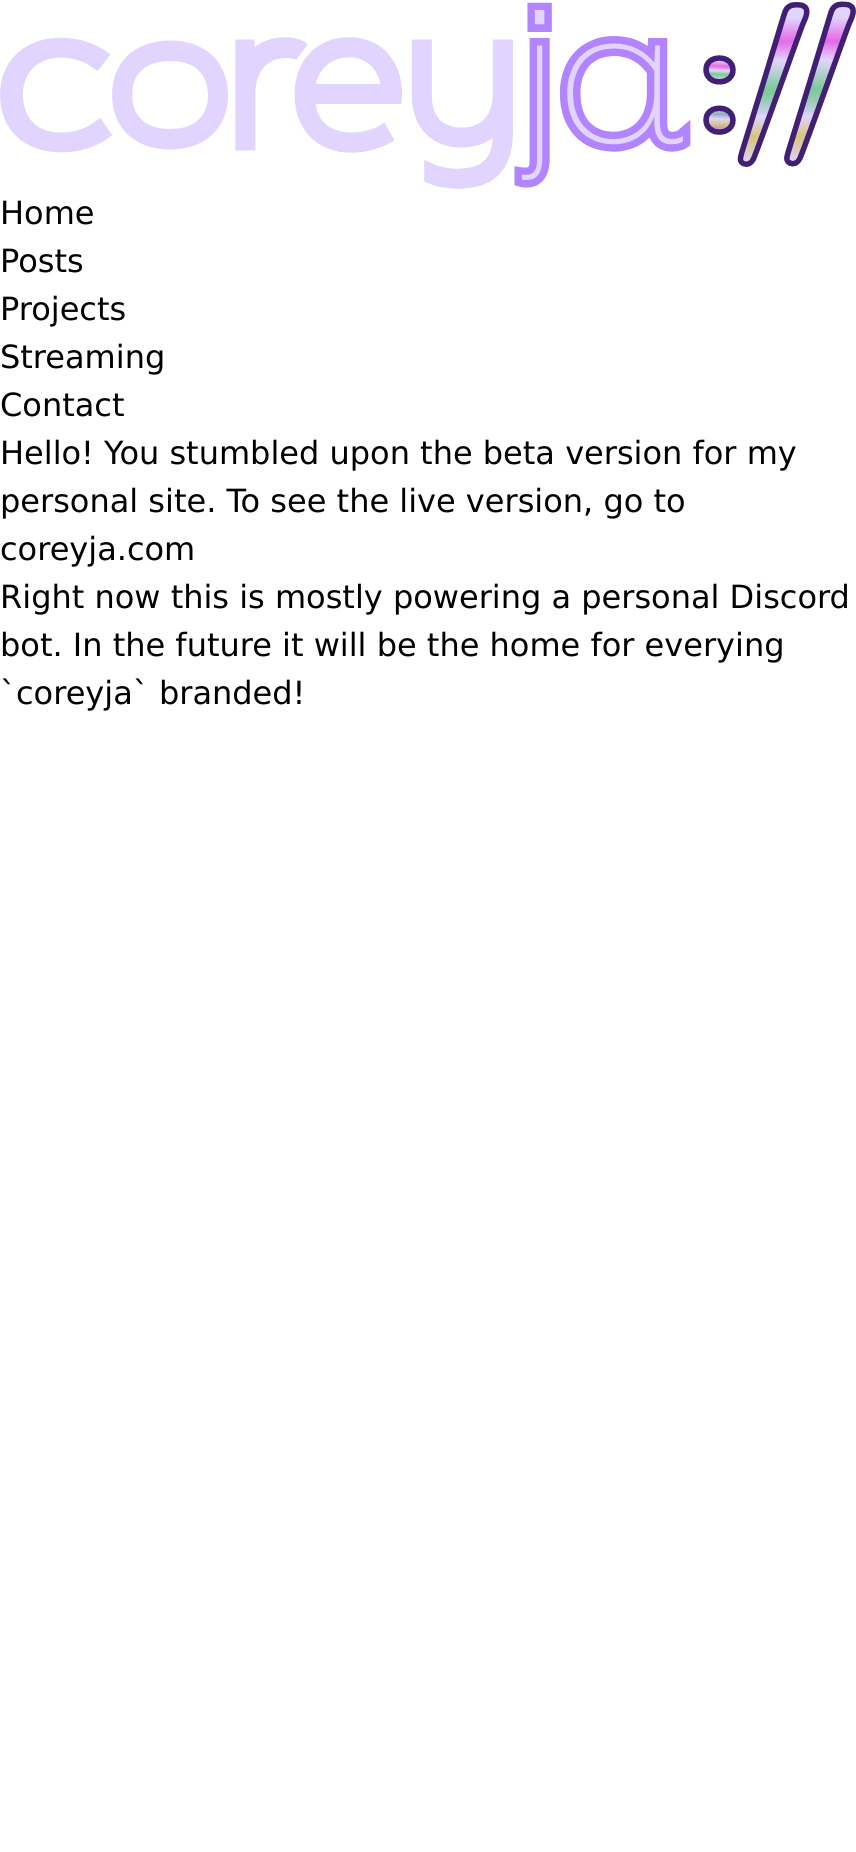 coreyja://
Home
Posts
Projects
Streaming
Contact
Hello! You stumbled upon the beta version for my
personal site. To see the live version, go to
coreyja.com
Right now this is mostly powering a personal Discord
bot. In the future it will be the home for everying
`coreyja` branded!